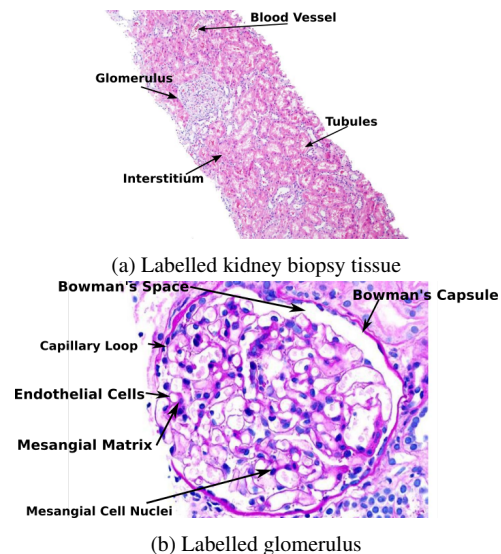 Blood Vessel
Glomerulus
Tubules
Interstitium
(a) Labelled kidney biopsy tissue
Bowman's Space
Bowman's Capsule
Capillary Loop
Endothelial Cells
Mesangial Matrix
Mesangial Cell Nuclei
(b) Labelled glomerulus